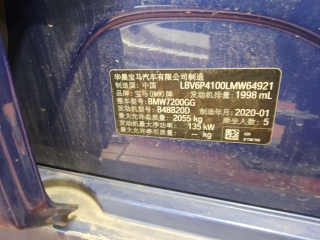 华晨宝马汽车有限公司制造
制造国: 中国 LBV6P4100LMW64921
品牌: 宝马(BMW)牌 发动机排量: 1998 mL
整车型号: BMW7200GG
发动机型号: B48B20D 制造年月: 2020-01
最大允许总质量: 2055 kg 乘坐人数: 5
发动机最大净功率: 135 kW
最大允许牵引质量: -- kg